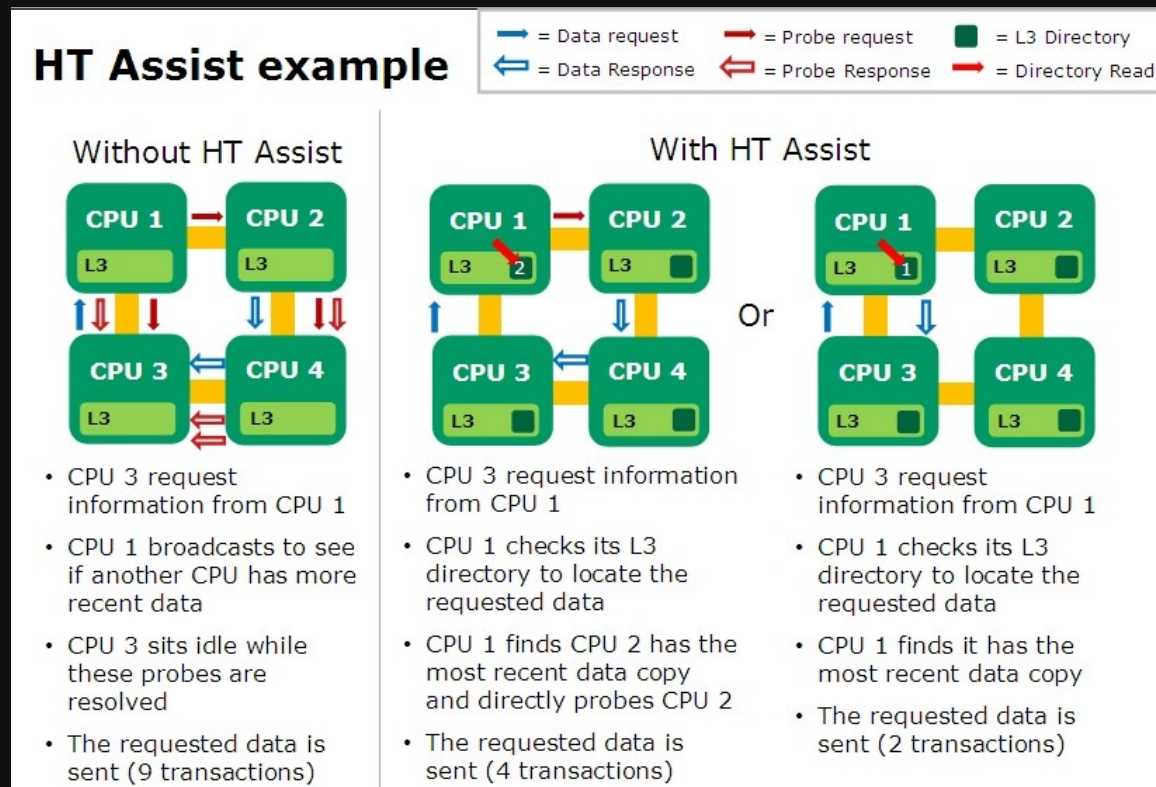 HT Assist example
= Data request
= Probe request
= L3 Directory
= Data Response
= Probe Response
= Directory Read
Without HT Assist
CPU 1
CPU 2
L3
L3
CPU 3
CPU 4
L3
L3
• CPU 3 request
information from CPU 1
• CPU 1 broadcasts to see
if another CPU has more
recent data
• CPU 3 sits idle while
these probes are
resolved
• The requested data is
sent (9 transactions)
With HT Assist
CPU 1
CPU 2
L3
2
L3
CPU 3
CPU 4
L3
L3
• CPU 3 request information
from CPU 1
• CPU 1 checks its L3
directory to locate the
requested data
• CPU 1 finds CPU 2 has the
most recent data copy
and directly probes CPU 2
• The requested data is
sent (4 transactions)
Or
CPU 1
CPU 2
L3
1
L3
CPU 3
CPU 4
L3
L3
• CPU 3 request
information from CPU 1
• CPU 1 checks its L3
directory to locate the
requested data
• CPU 1 finds it has the
most recent data copy
• The requested data is
sent (2 transactions)